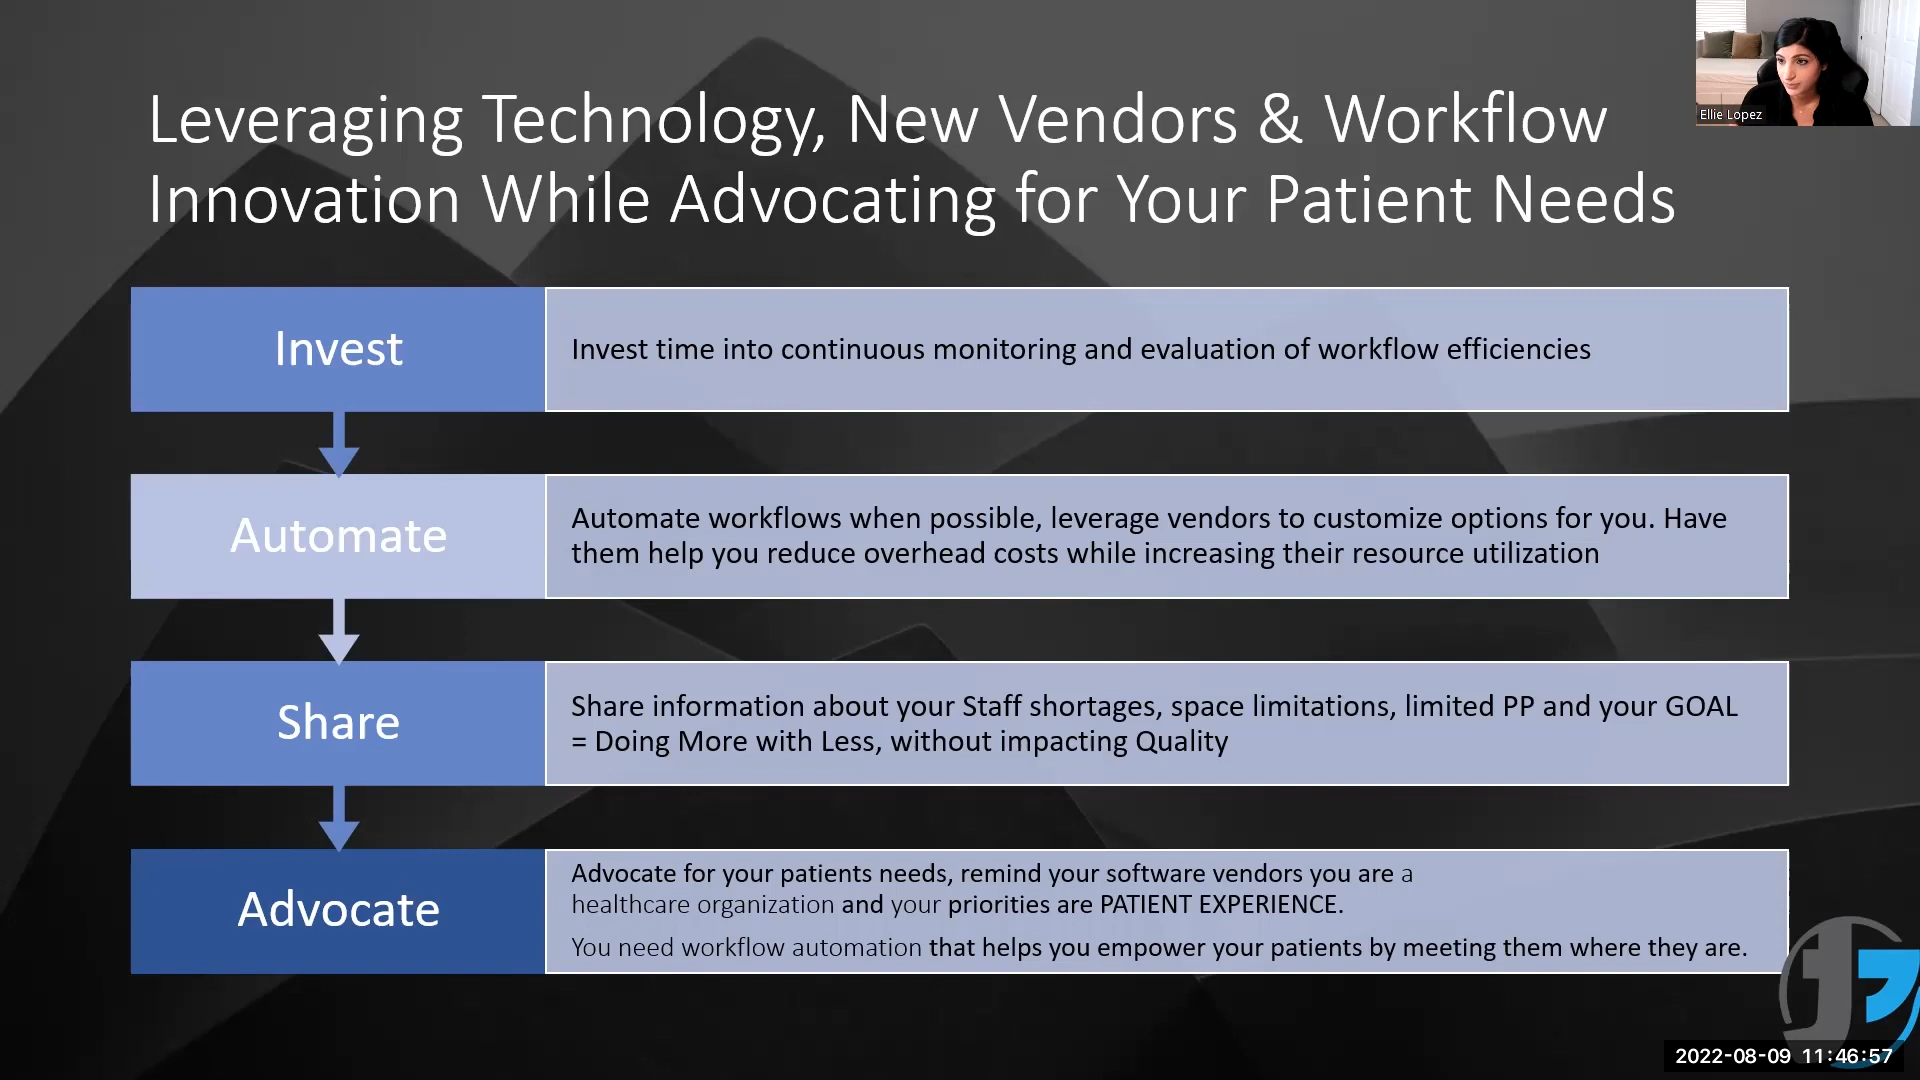 Leveraging Technology, New Vendors & Workflow
Innovation While Advocating for Your Patient Needs
Ellie Lopez
Invest
Invest time into continuous monitoring and evaluation of workflow efficiencies
Automate
Automate workflows when possible, leverage vendors to customize options for you. Have
them help you reduce overhead costs while increasing their resource utilization
Share
Share information about your Staff shortages, space limitations, limited PP and your GOAL
= Doing More with Less, without impacting Quality
Advocate
Advocate for your patients needs, remind your software vendors you are a
healthcare organization and your priorities are PATIENT EXPERIENCE.
You need workflow automation that helps you empower your patients by meeting them where they are.
2022-08-09 11:46:57